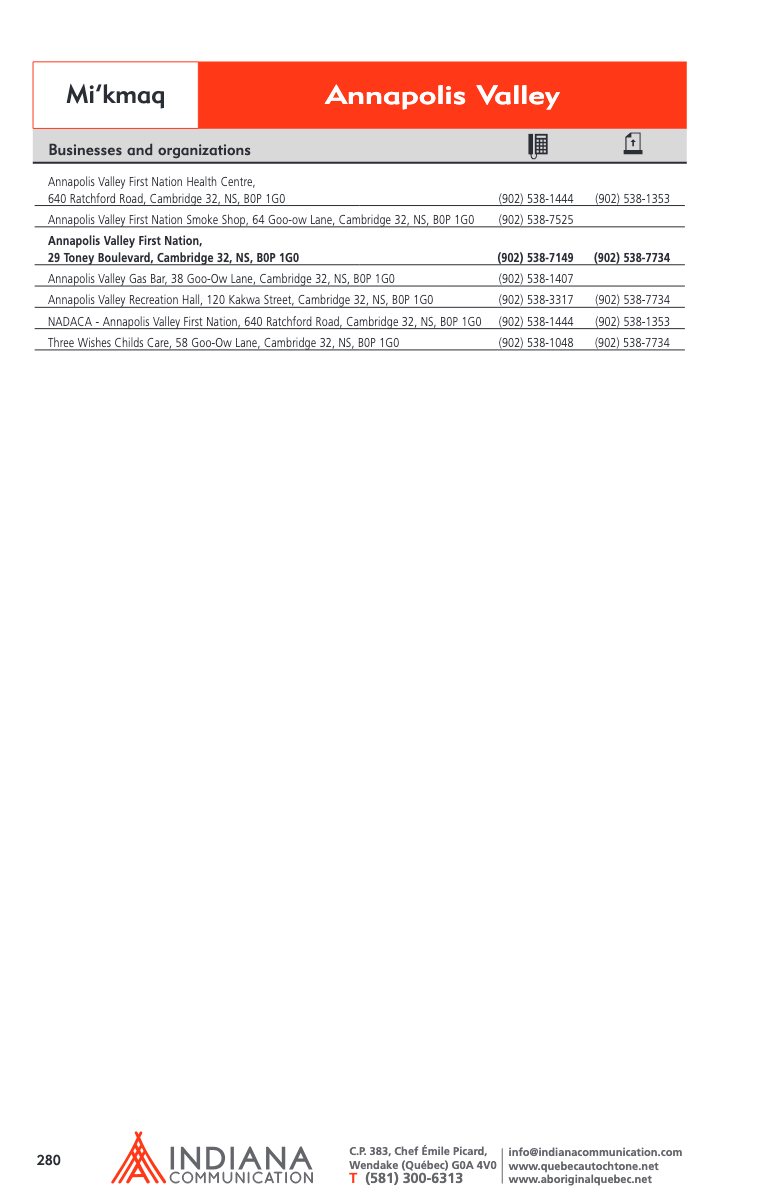 Mi’kmaq
Annapolis Valley
Businesses and organizations
Annapolis Valley First Nation Health Centre,
640 Ratchford Road, Cambridge 32, NS, B0P 1G0 (902) 538-1444 (902) 538-1353
Annapolis Valley First Nation Smoke Shop, 64 Goo-ow Lane, Cambridge 32, NS, B0P 1G0 (902) 538-7525
Annapolis Valley First Nation,
29 Toney Boulevard, Cambridge 32, NS, B0P 1G0 (902) 538-7149 (902) 538-7734
Annapolis Valley Gas Bar, 38 Goo-Ow Lane, Cambridge 32, NS, B0P 1G0 (902) 538-1407
Annapolis Valley Recreation Hall, 120 Kakwa Street, Cambridge 32, NS, B0P 1G0 (902) 538-3317 (902) 538-7734
NADACA - Annapolis Valley First Nation, 640 Ratchford Road, Cambridge 32, NS, B0P 1G0 (902) 538-1444 (902) 538-1353
Three Wishes Childs Care, 58 Goo-Ow Lane, Cambridge 32, NS, B0P 1G0 (902) 538-1048 (902) 538-7734
280
INDIANA
COMMUNICATION
C.P. 383, Chef Émile Picard,
Wendake (Québec) G0A 4V0
T (581) 300-6313
info@indianacommunication.com
www.quebecautochtone.net
www.aboriginalquebec.net